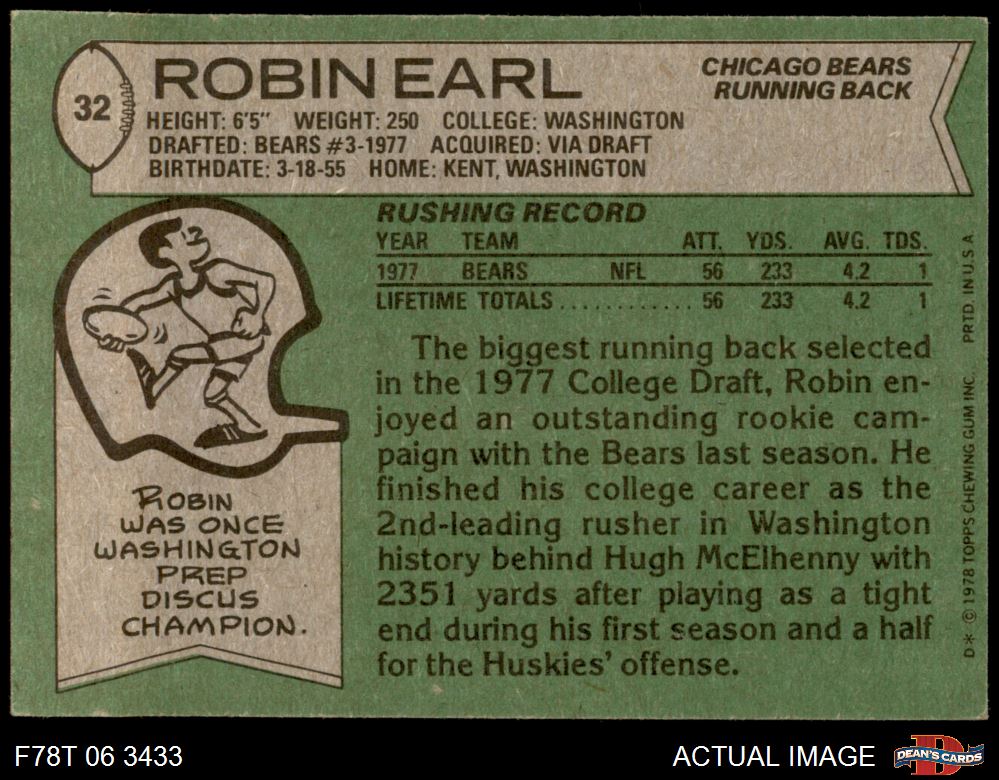 32
ROBIN EARL
CHICAGO BEARS
RUNNING BACK
HEIGHT: 6'5" WEIGHT: 250 COLLEGE: WASHINGTON
DRAFTED: BEARS #3-1977 ACQUIRED: VIA DRAFT
BIRTHDATE: 3-18-55 HOME: KENT, WASHINGTON
RUSHING RECORD
YEAR TEAM ATT. YDS. AVG. TDS.
1977 BEARS NFL 56 233 4.2 1
LIFETIME TOTALS ............ 56 233 4.2 1
The biggest running back selected
in the 1977 College Draft, Robin en-
joyed an outstanding rookie cam-
paign with the Bears last season. He
finished his college career as the
2nd-leading rusher in Washington
history behind Hugh McElhenny with
2351 yards after playing as a tight
end during his first season and a half
for the Huskies' offense.
ROBIN
WAS ONCE
WASHINGTON
PREP
DISCUS
CHAMPION.
D* © 1978 TOPPS CHEWING GUM INC. PRTD. IN U.S.A.
F78T 06 3433
ACTUAL IMAGE
D
DEAN'S CARDS